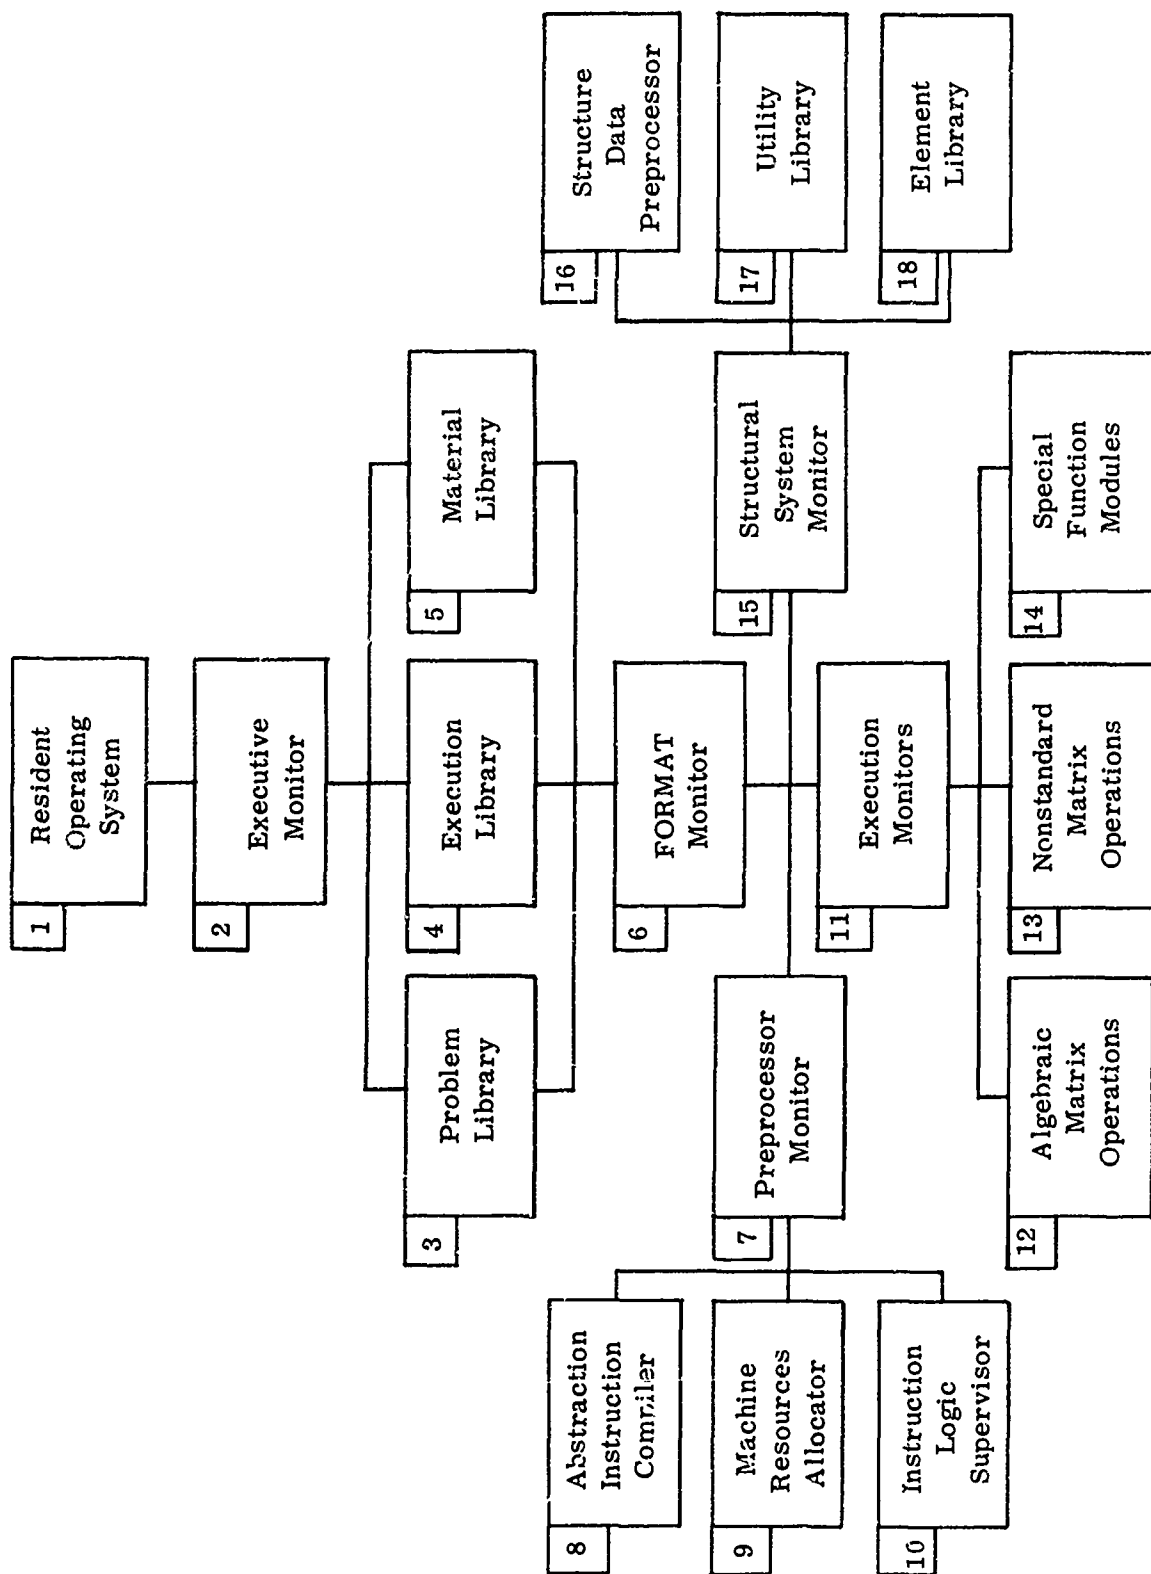 1
Resident
Operating
System
2
Executive
Monitor
3
Problem
Library
4
Execution
Library
5
Material
Library
6
FORMAT
Monitor
7
Preprocessor
Monitor
8
Abstraction
Instruction
Compiler
9
Machine
Resources
Allocator
10
Instruction
Logic
Supervisor
11
Execution
Monitors
12
Algebraic
Matrix
Operations
13
Nonstandard
Matrix
Operations
14
Special
Function
Modules
15
Structural
System
Monitor
16
Structure
Data
Preprocessor
17
Utility
Library
18
Element
Library